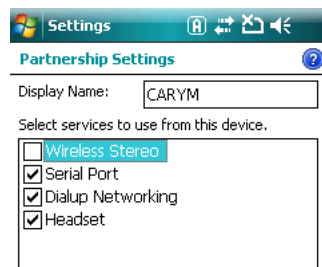 Settings
A
Partnership Settings
?
Display Name: CARYM
Select services to use from this device.
Wireless Stereo
Serial Port
Dialup Networking
Headset